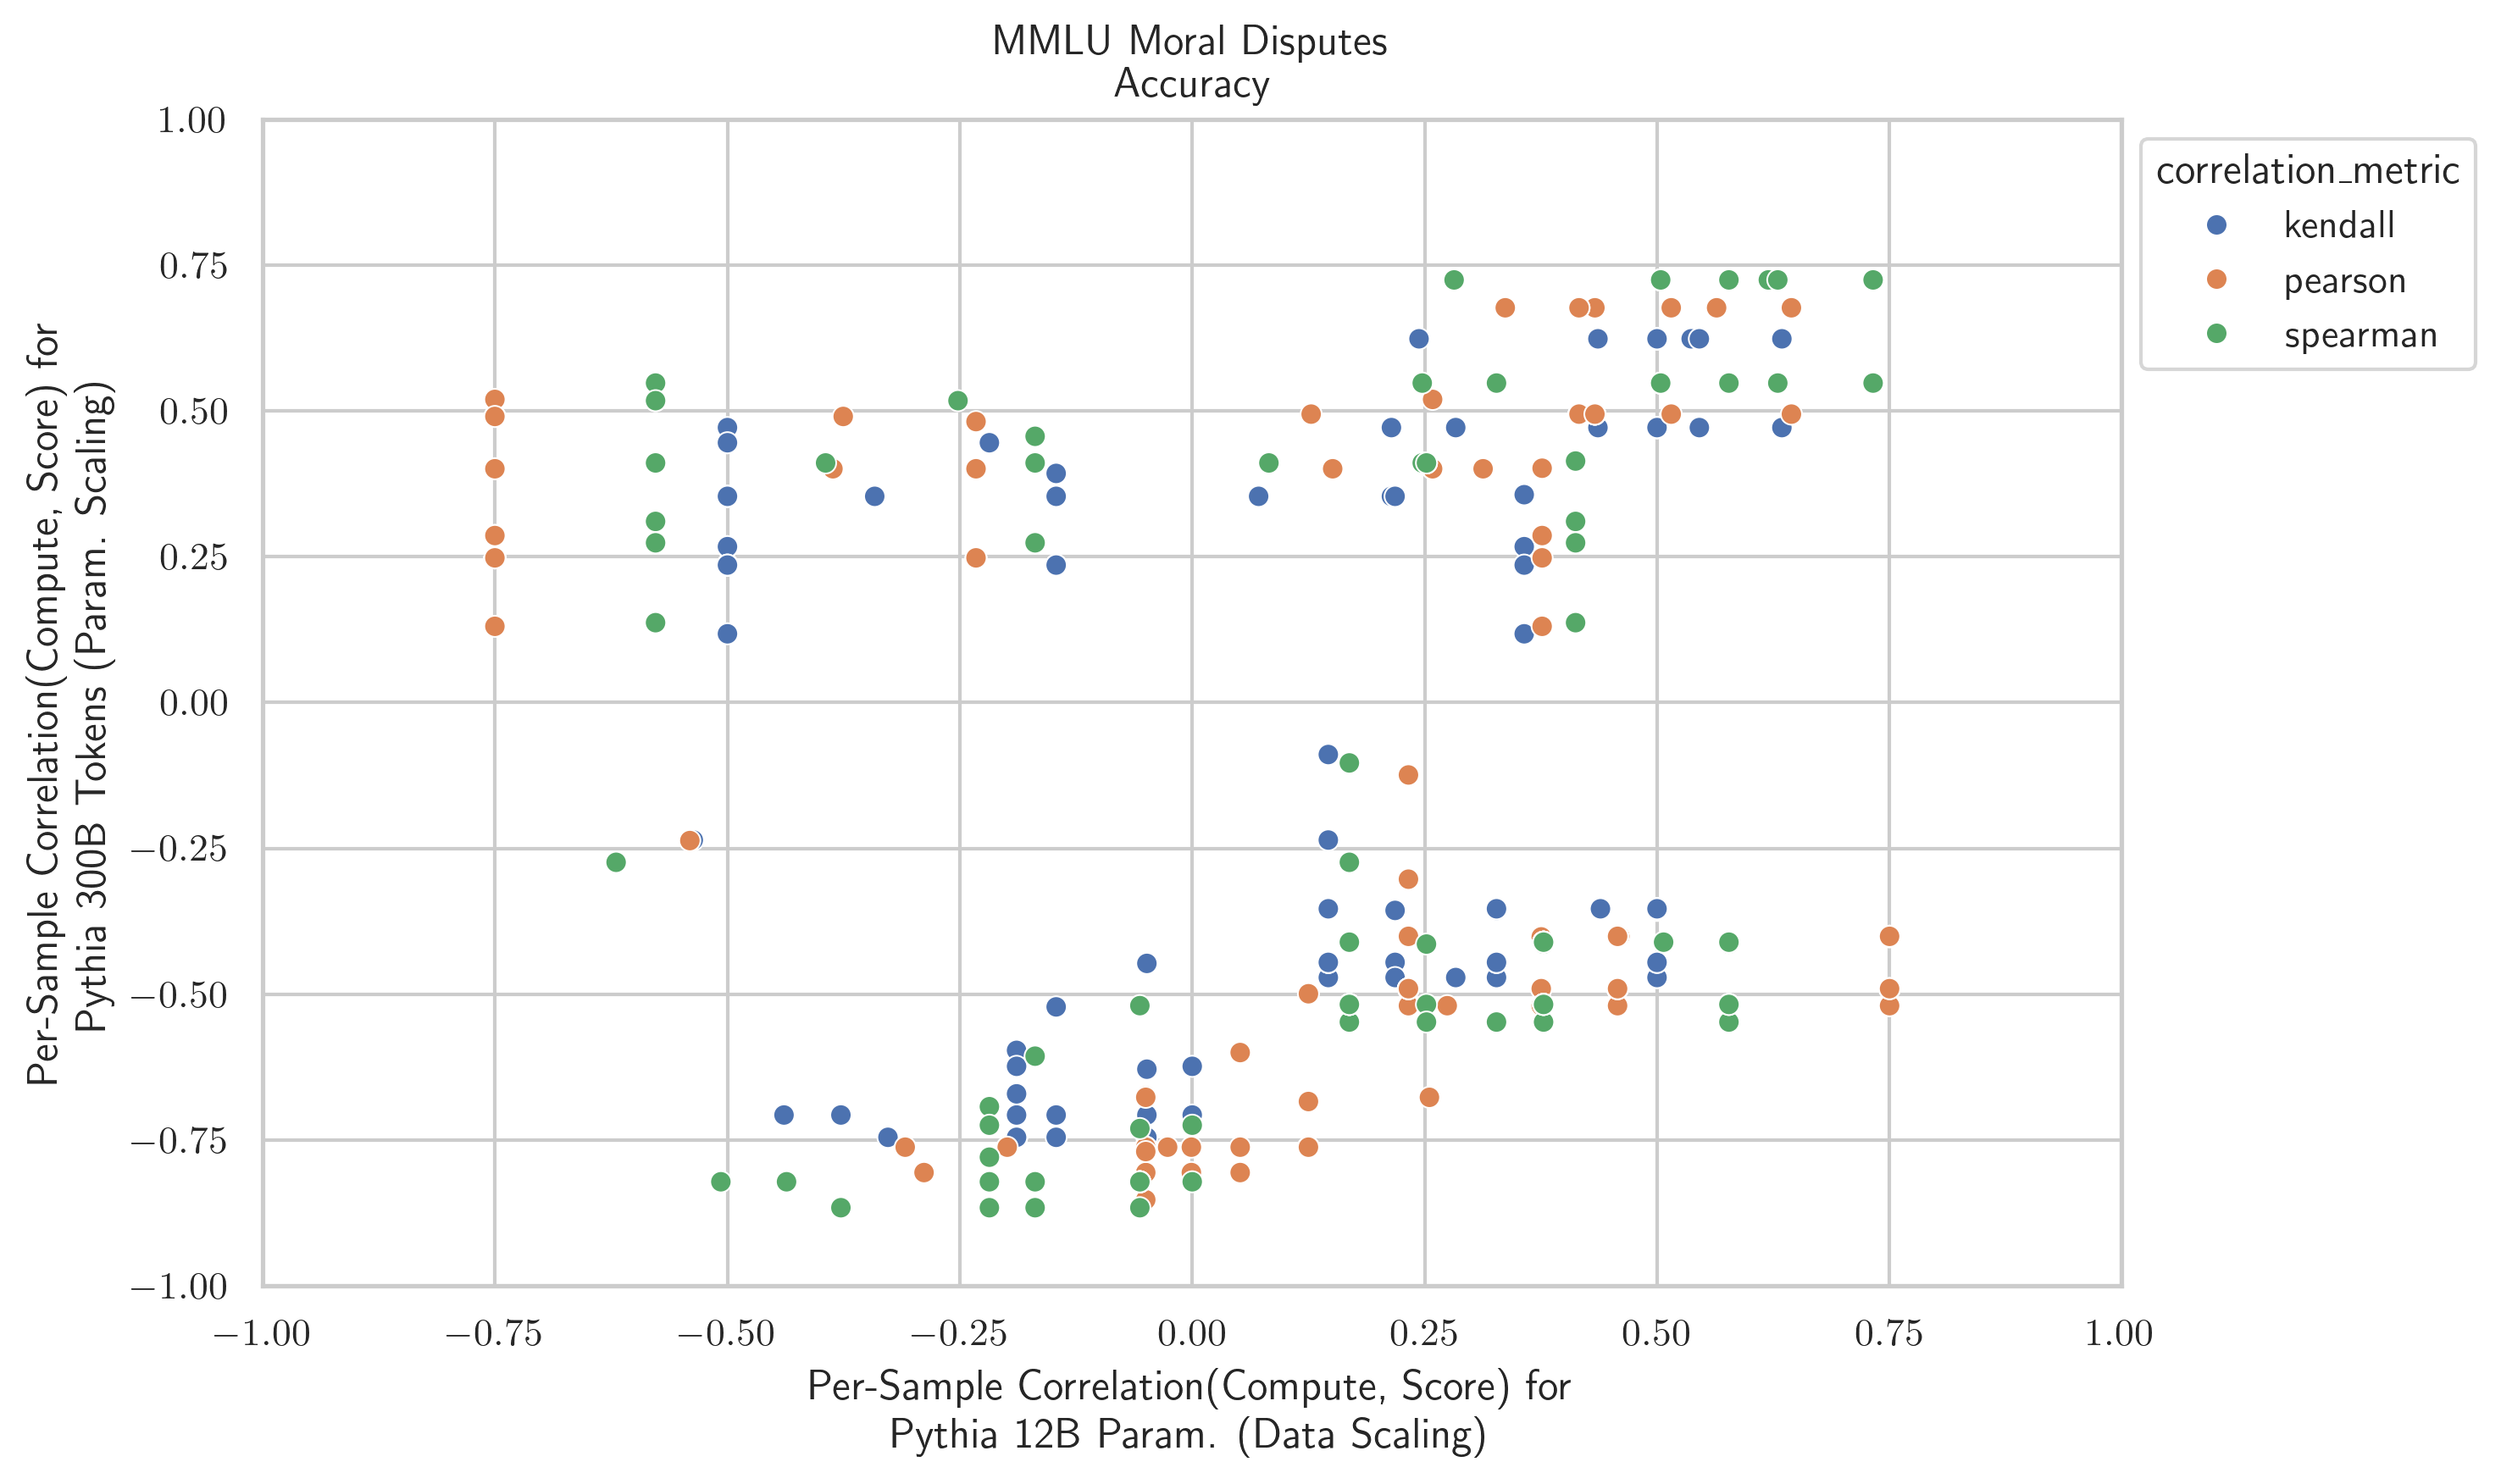 MMLU Moral Disputes
Accuracy
1.00
0.75
0.50
0.25
0.00
−0.25
−0.50
−0.75
−1.00
Per-Sample Correlation(Compute, Score) for
Pythia 300B Tokens (Param. Scaling)
correlation_metric
kendall
pearson
spearman
−1.00 −0.75 −0.50 −0.25 0.00 0.25 0.50 0.75 1.00
Per-Sample Correlation(Compute, Score) for
Pythia 12B Param. (Data Scaling)